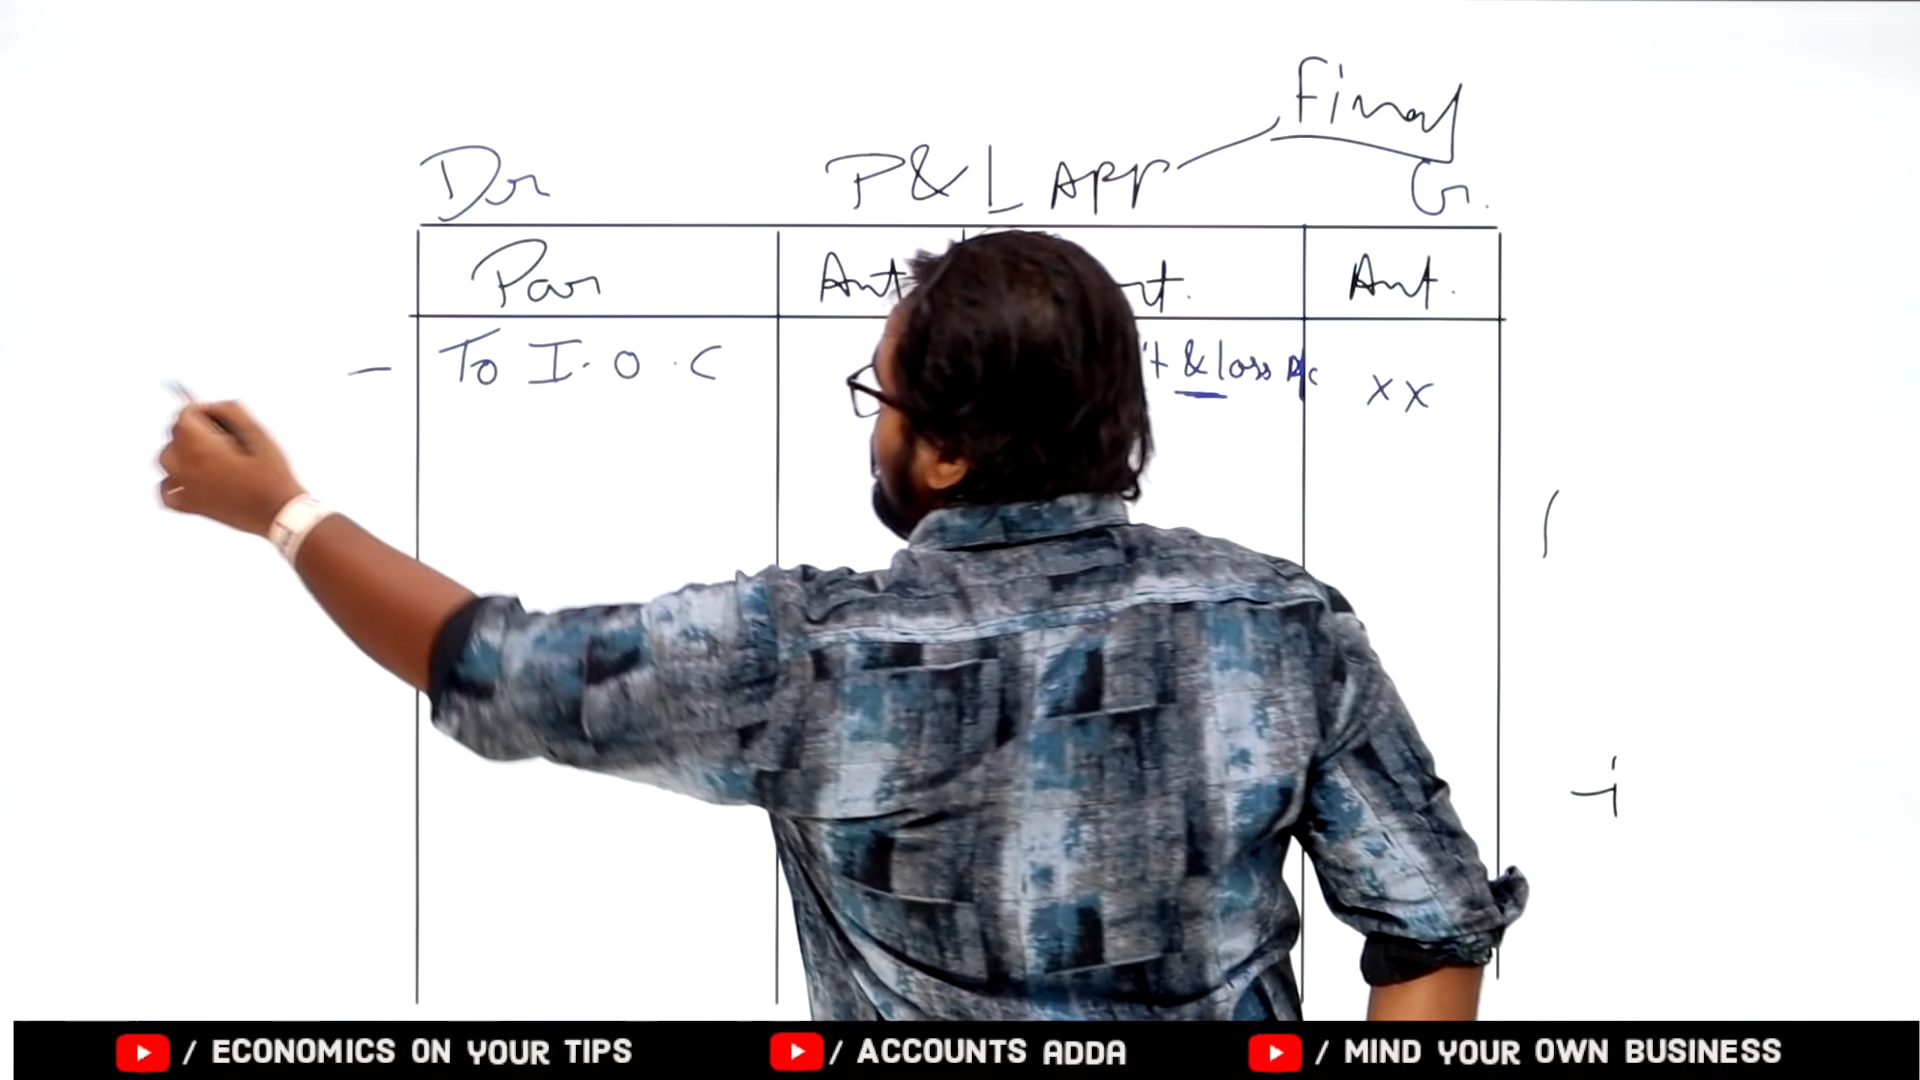 Final
Dr P&L APP Cr.
Par Amt rt. Amt.
To I.O.C 't & loss A/c xx
/ ECONOMICS ON YOUR TIPS / ACCOUNTS ADDA / MIND YOUR OWN BUSINESS